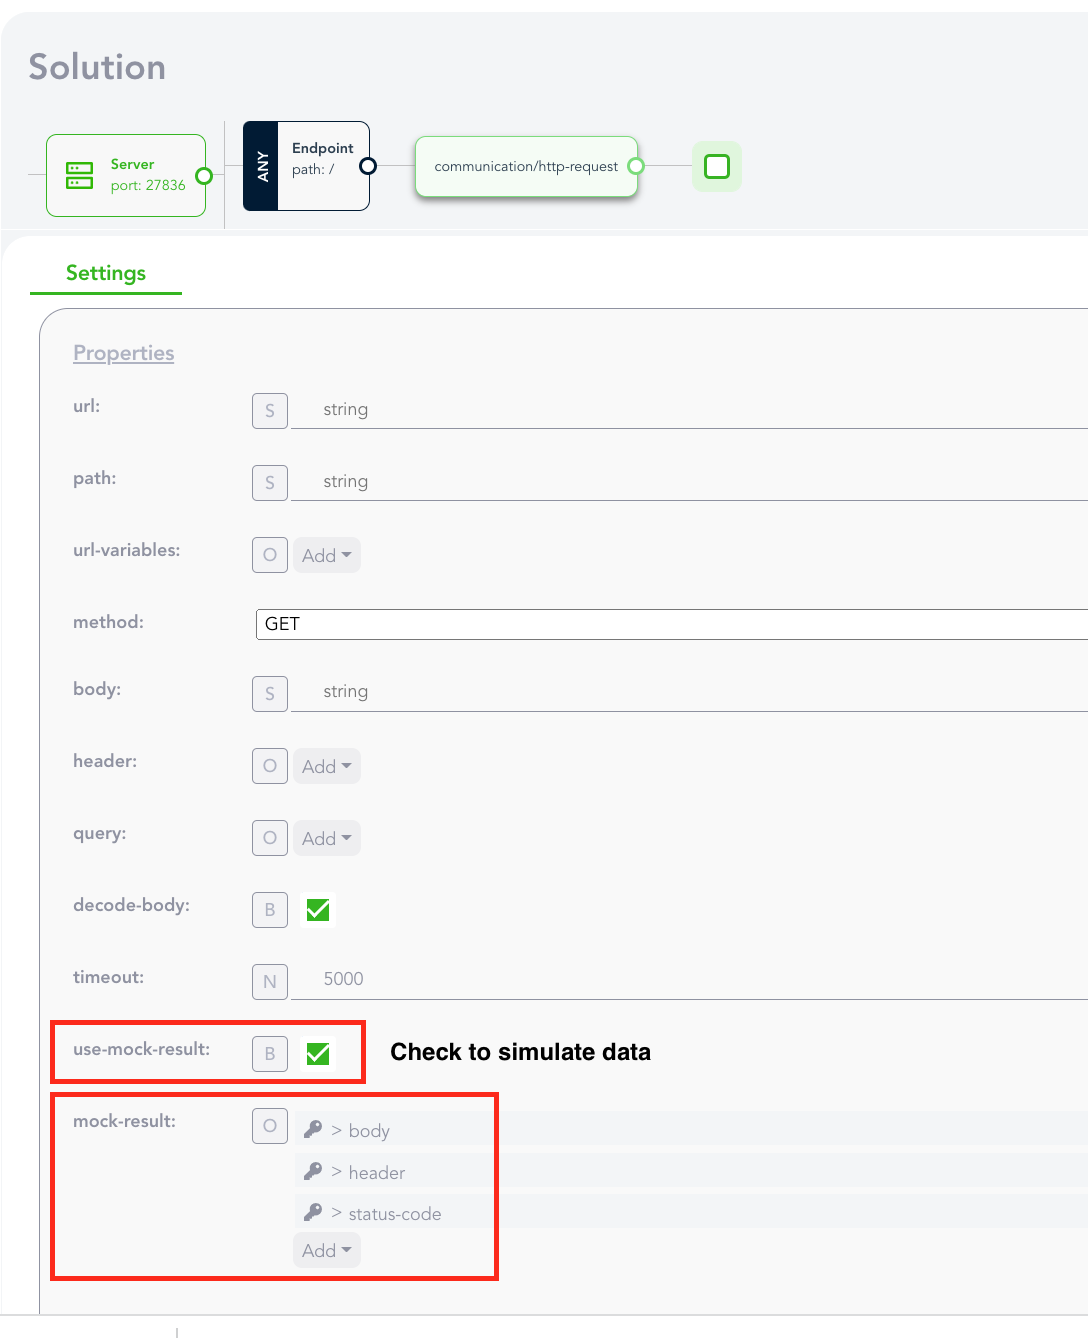 Solution
Server
port: 27836
ANY
Endpoint
path: /
communication/http-request
Settings
Properties
url: S string
path: S string
url-variables: O Add
method: GET
body: S string
header: O Add
query: O Add
decode-body: B
timeout: N 5000
use-mock-result: B Check to simulate data
mock-result: O > body
> header
> status-code
Add